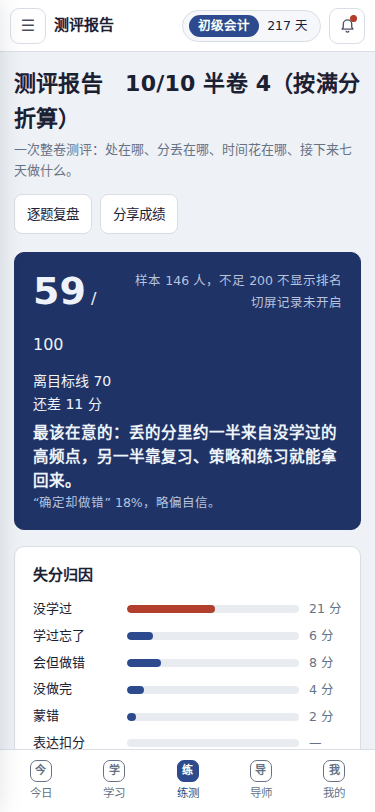 ☰ 测评报告 初级会计 217 天
测评报告 10/10 半卷 4（按满分
折算）
一次整卷测评：处在哪、分丢在哪、时间花在哪、接下来七
天做什么。
逐题复盘 分享成绩
59 /
100
样本 146 人，不足 200 不显示排名
切屏记录未开启
离目标线 70
还差 11 分
最该在意的：丢的分里约一半来自没学过的
高频点，另一半靠复习、策略和练习就能拿
回来。
“确定却做错” 18%，略偏自信。
失分归因
没学过 21 分
学过忘了 6 分
会但做错 8 分
没做完 4 分
蒙错 2 分
表达扣分 —
今 学 练 导 我
今日 学习 练测 导师 我的